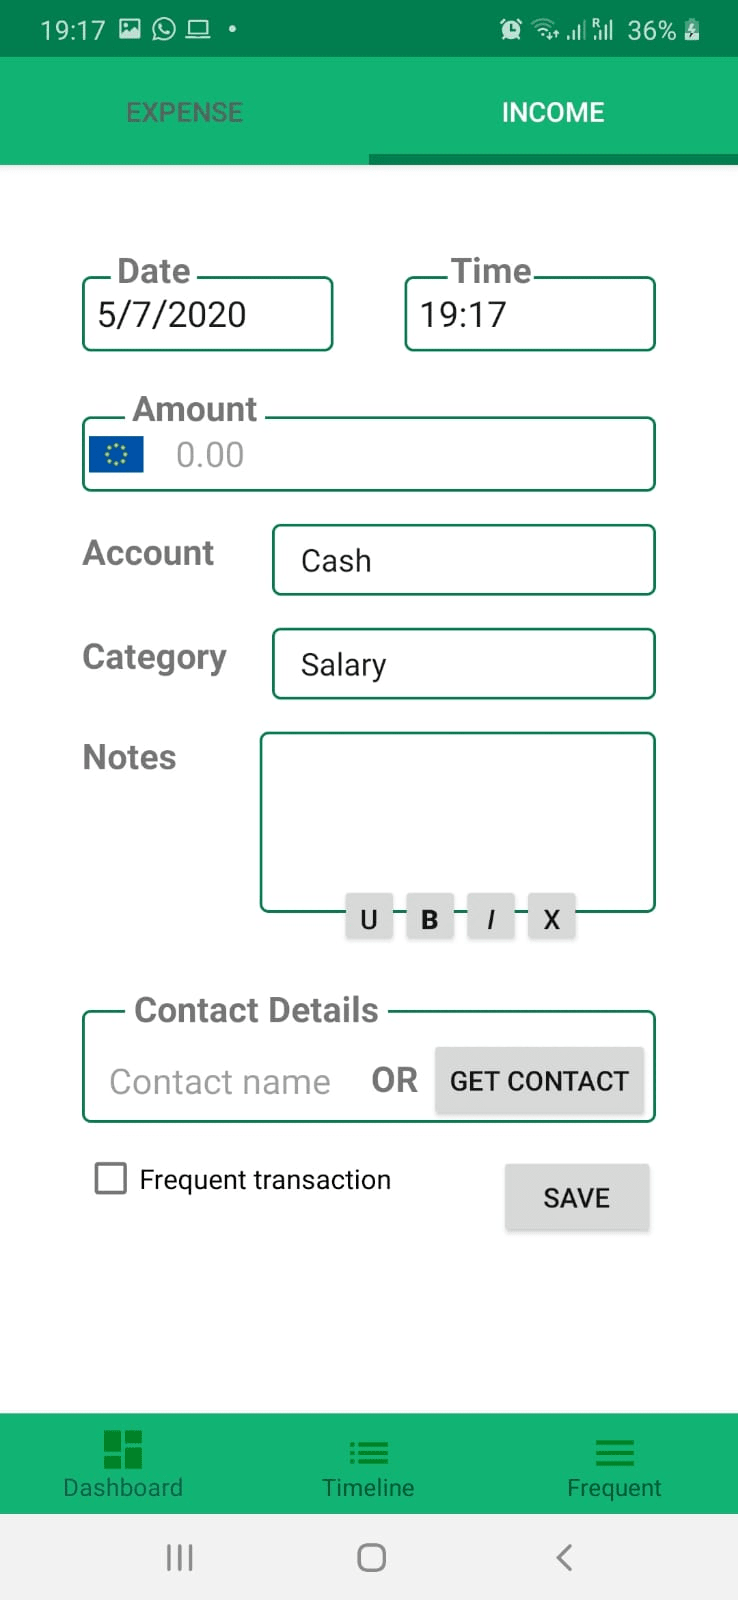 19:17 36%
EXPENSE INCOME
Date Time
5/7/2020 19:17
Amount
0.00
Account Cash
Category Salary
Notes
U B I X
Contact Details
Contact name OR GET CONTACT
Frequent transaction SAVE
Dashboard Timeline Frequent